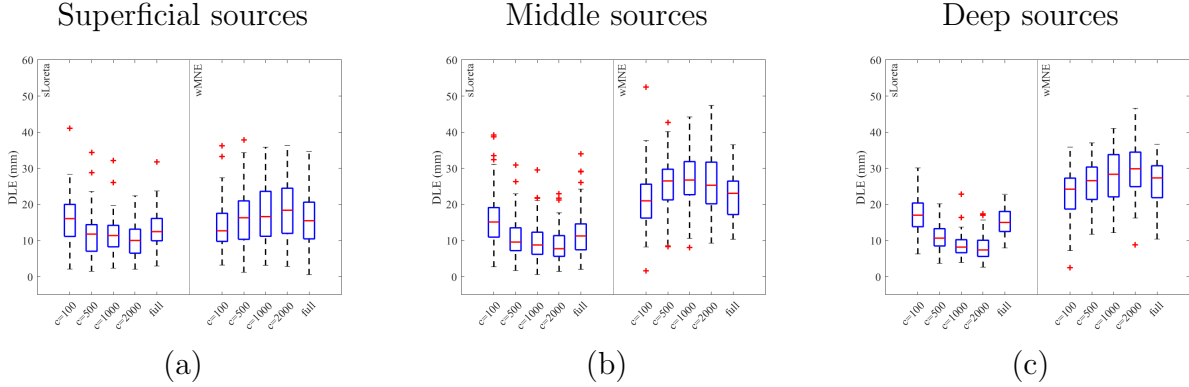 Superficial sources
Middle sources
Deep sources
60
50
40
30
20
10
0
DLE (mm)
sLoreta
wMNE
c=100
c=500
c=1000
c=2000
full
c=100
c=500
c=1000
c=2000
full
(a)
60
50
40
30
20
10
0
DLE (mm)
sLoreta
wMNE
c=100
c=500
c=1000
c=2000
full
c=100
c=500
c=1000
c=2000
full
(b)
60
50
40
30
20
10
0
DLE (mm)
sLoreta
wMNE
c=100
c=500
c=1000
c=2000
full
c=100
c=500
c=1000
c=2000
full
(c)